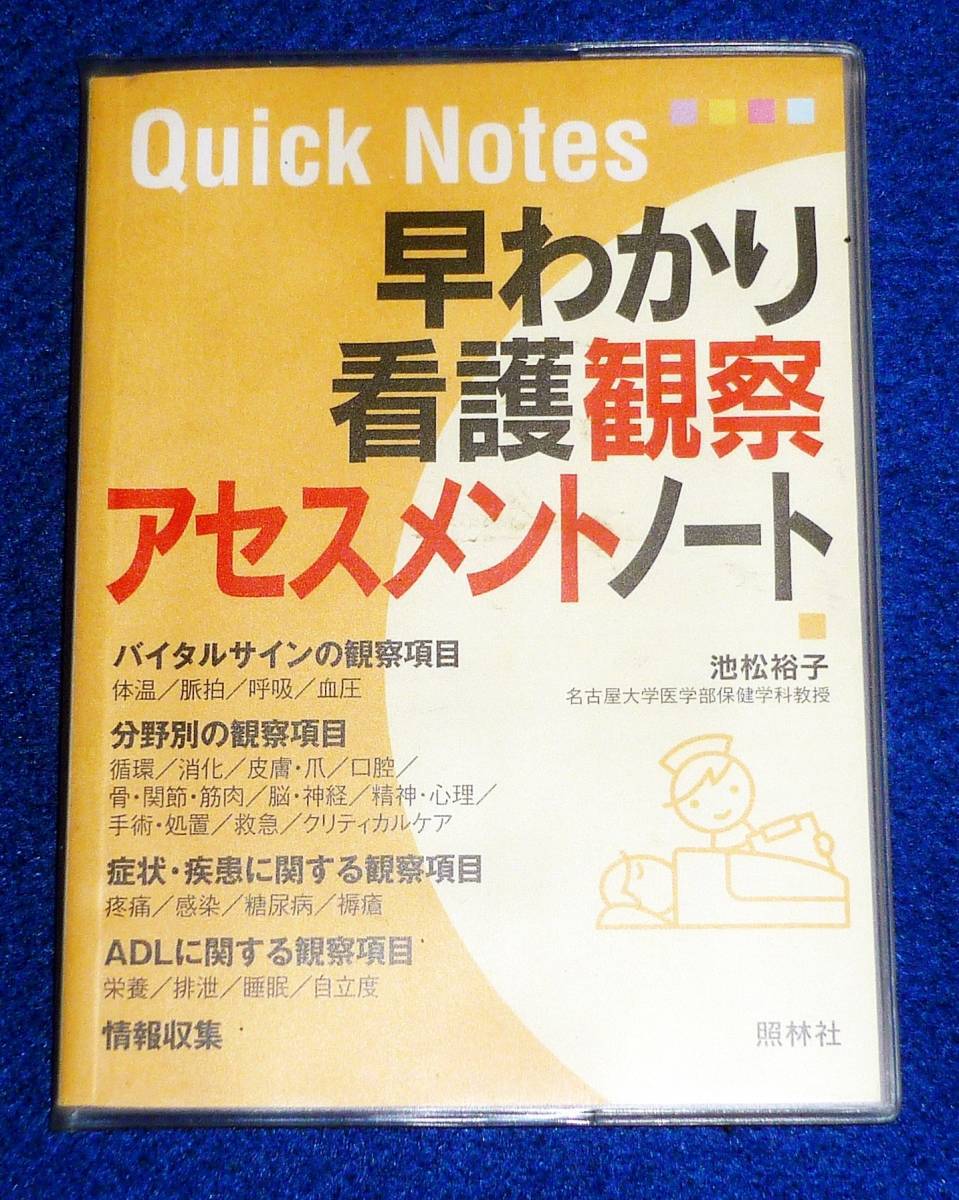 Quick Notes
早わかり
看護観察
アセスメントノート
バイタルサインの観察項目
体温／脈拍／呼吸／血圧
池松裕子
名古屋大学医学部保健学科教授
分野別の観察項目
循環／消化／皮膚・爪／口腔／
骨・関節・筋肉／脳・神経／精神・心理／
手術・処置／救急／クリティカルケア
症状・疾患に関する観察項目
疼痛／感染／糖尿病／褥瘡
ADLに関する観察項目
栄養／排泄／睡眠／自立度
情報収集
照林社